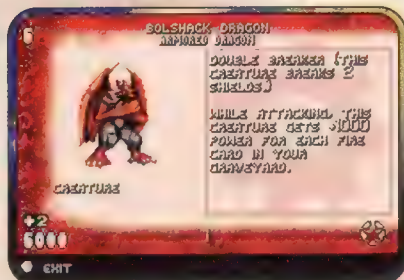 6
BOLSHACK DRAGON
ARMORED DRAGON
DOUBLE BREAKER (THIS
CREATURE BREAKS 2
SHIELDS)
WHILE ATTACKING, THIS
CREATURE GETS +1000
POWER FOR EACH FIRE
CARD IN YOUR
GRAVEYARD.
CREATURE
+2
6000
EXIT